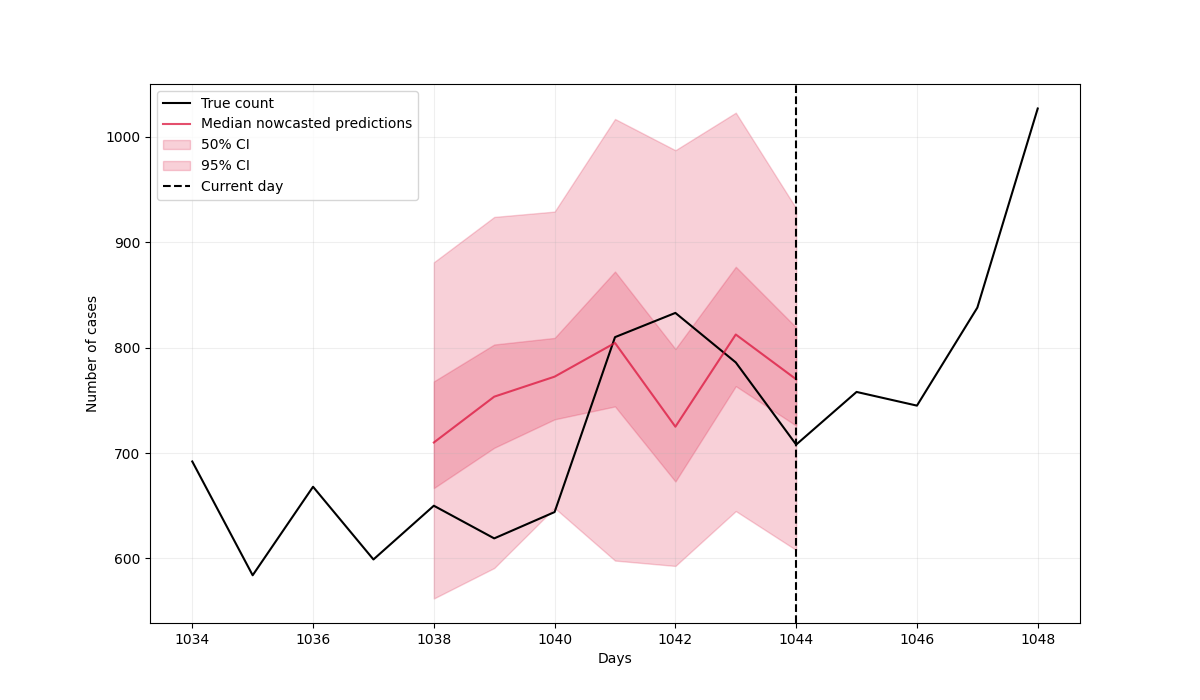 True count
Median nowcasted predictions
50% CI
95% CI
Current day
Number of cases
1000
900
800
700
600
1034 1036 1038 1040 1042 1044 1046 1048
Days